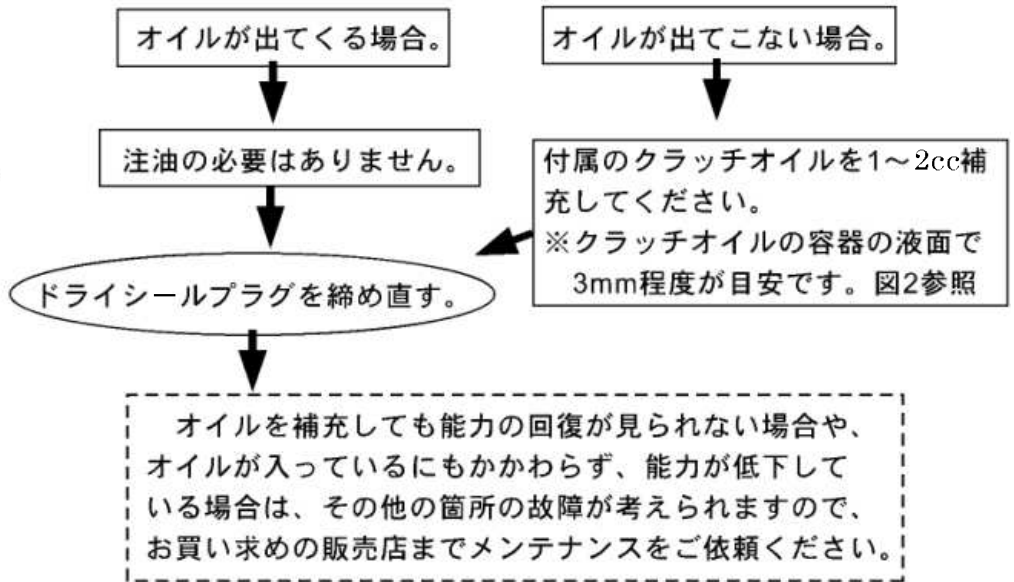 オイルが出てくる場合。
オイルが出てこない場合。
注油の必要はありません。
付属のクラッチオイルを1～2cc補
充してください。
※クラッチオイルの容器の液面で
3mm程度が目安です。図2参照
ドライシールプラグを締め直す。
オイルを補充しても能力の回復が見られない場合や、
オイルが入っているにもかかわらず、能力が低下して
いる場合は、その他の箇所の故障が考えられますので、
お買い求めの販売店までメンテナンスをご依頼ください。